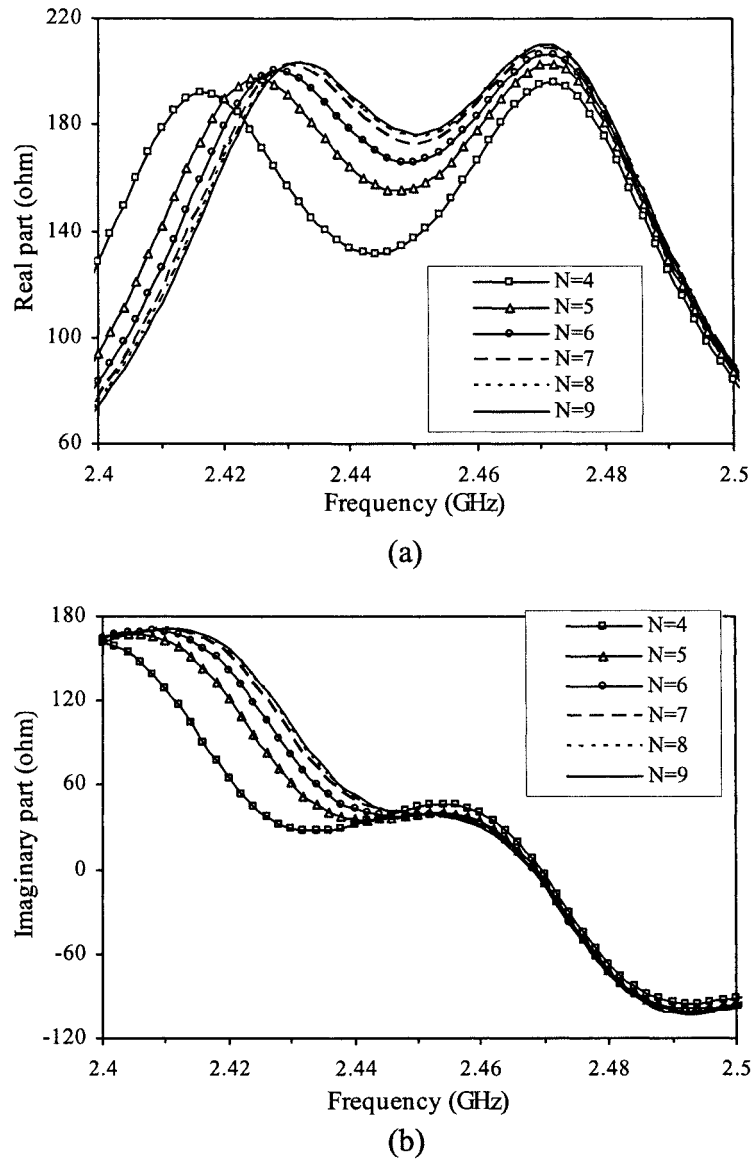 220
180
140
100
60
Real part (ohm)
N=4
N=5
N=6
N=7
N=8
N=9
2.4 2.42 2.44 2.46 2.48 2.5
Frequency (GHz)
(a)
180
120
60
0
-60
-120
Imaginary part (ohm)
N=4
N=5
N=6
N=7
N=8
N=9
2.4 2.42 2.44 2.46 2.48 2.5
Frequency (GHz)
(b)